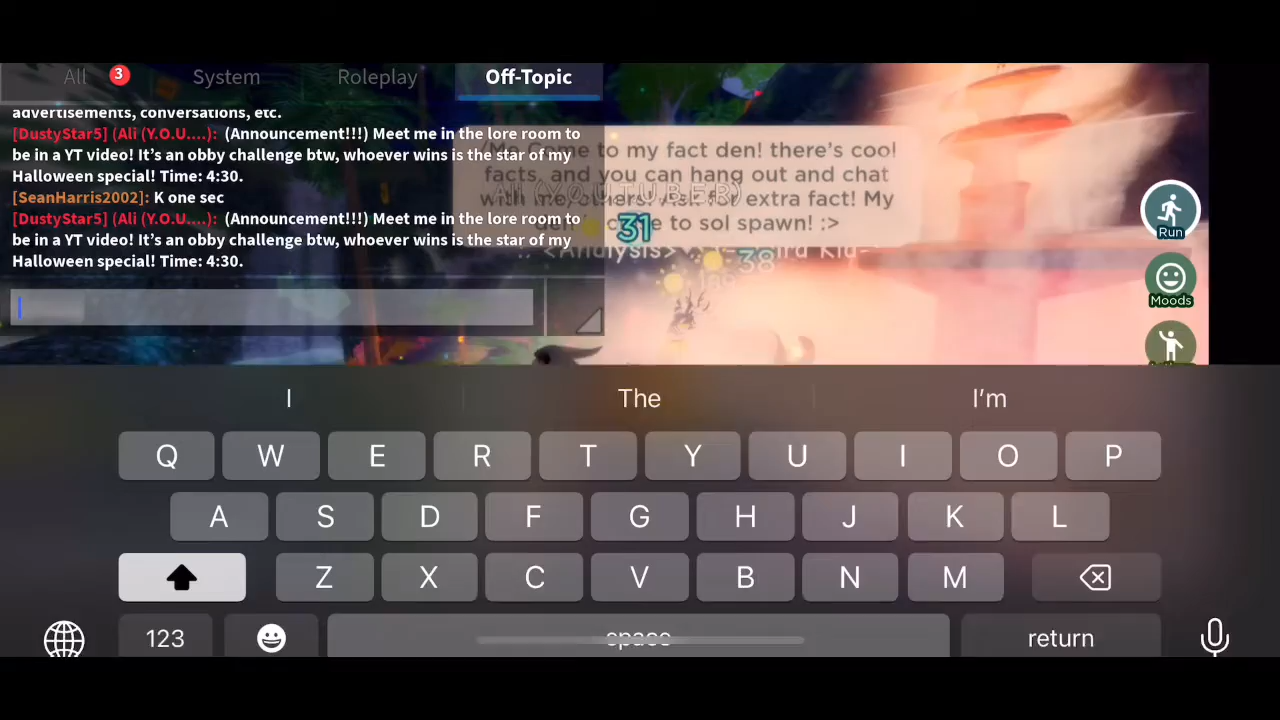 All 3 System Roleplay Off-Topic
advertisements, conversations, etc.
[DustyStar5] (Ali (Y.O.U....): (Announcement!!!) Meet me in the lore room to
be in a YT video! It's an obby challenge btw, whoever wins is the star of my
Halloween special! Time: 4:30.
[SeanHarris2002]: K one sec
[DustyStar5] (Ali (Y.O.U....): (Announcement!!!) Meet me in the lore room to
be in a YT video! It's an obby challenge btw, whoever wins is the star of my
Halloween special! Time: 4:30.
Come to my fact den! there's cool
facts, and you can hang out and chat
with me, extra fact! My
to sol spawn! :>
Ali (Y.O.U.T.U.B.E.R)
31
<Analysis>
38
Run
Moods
I The I'm
Q W E R T Y U I O P
A S D F G H J K L
Z X C V B N M
123 space return